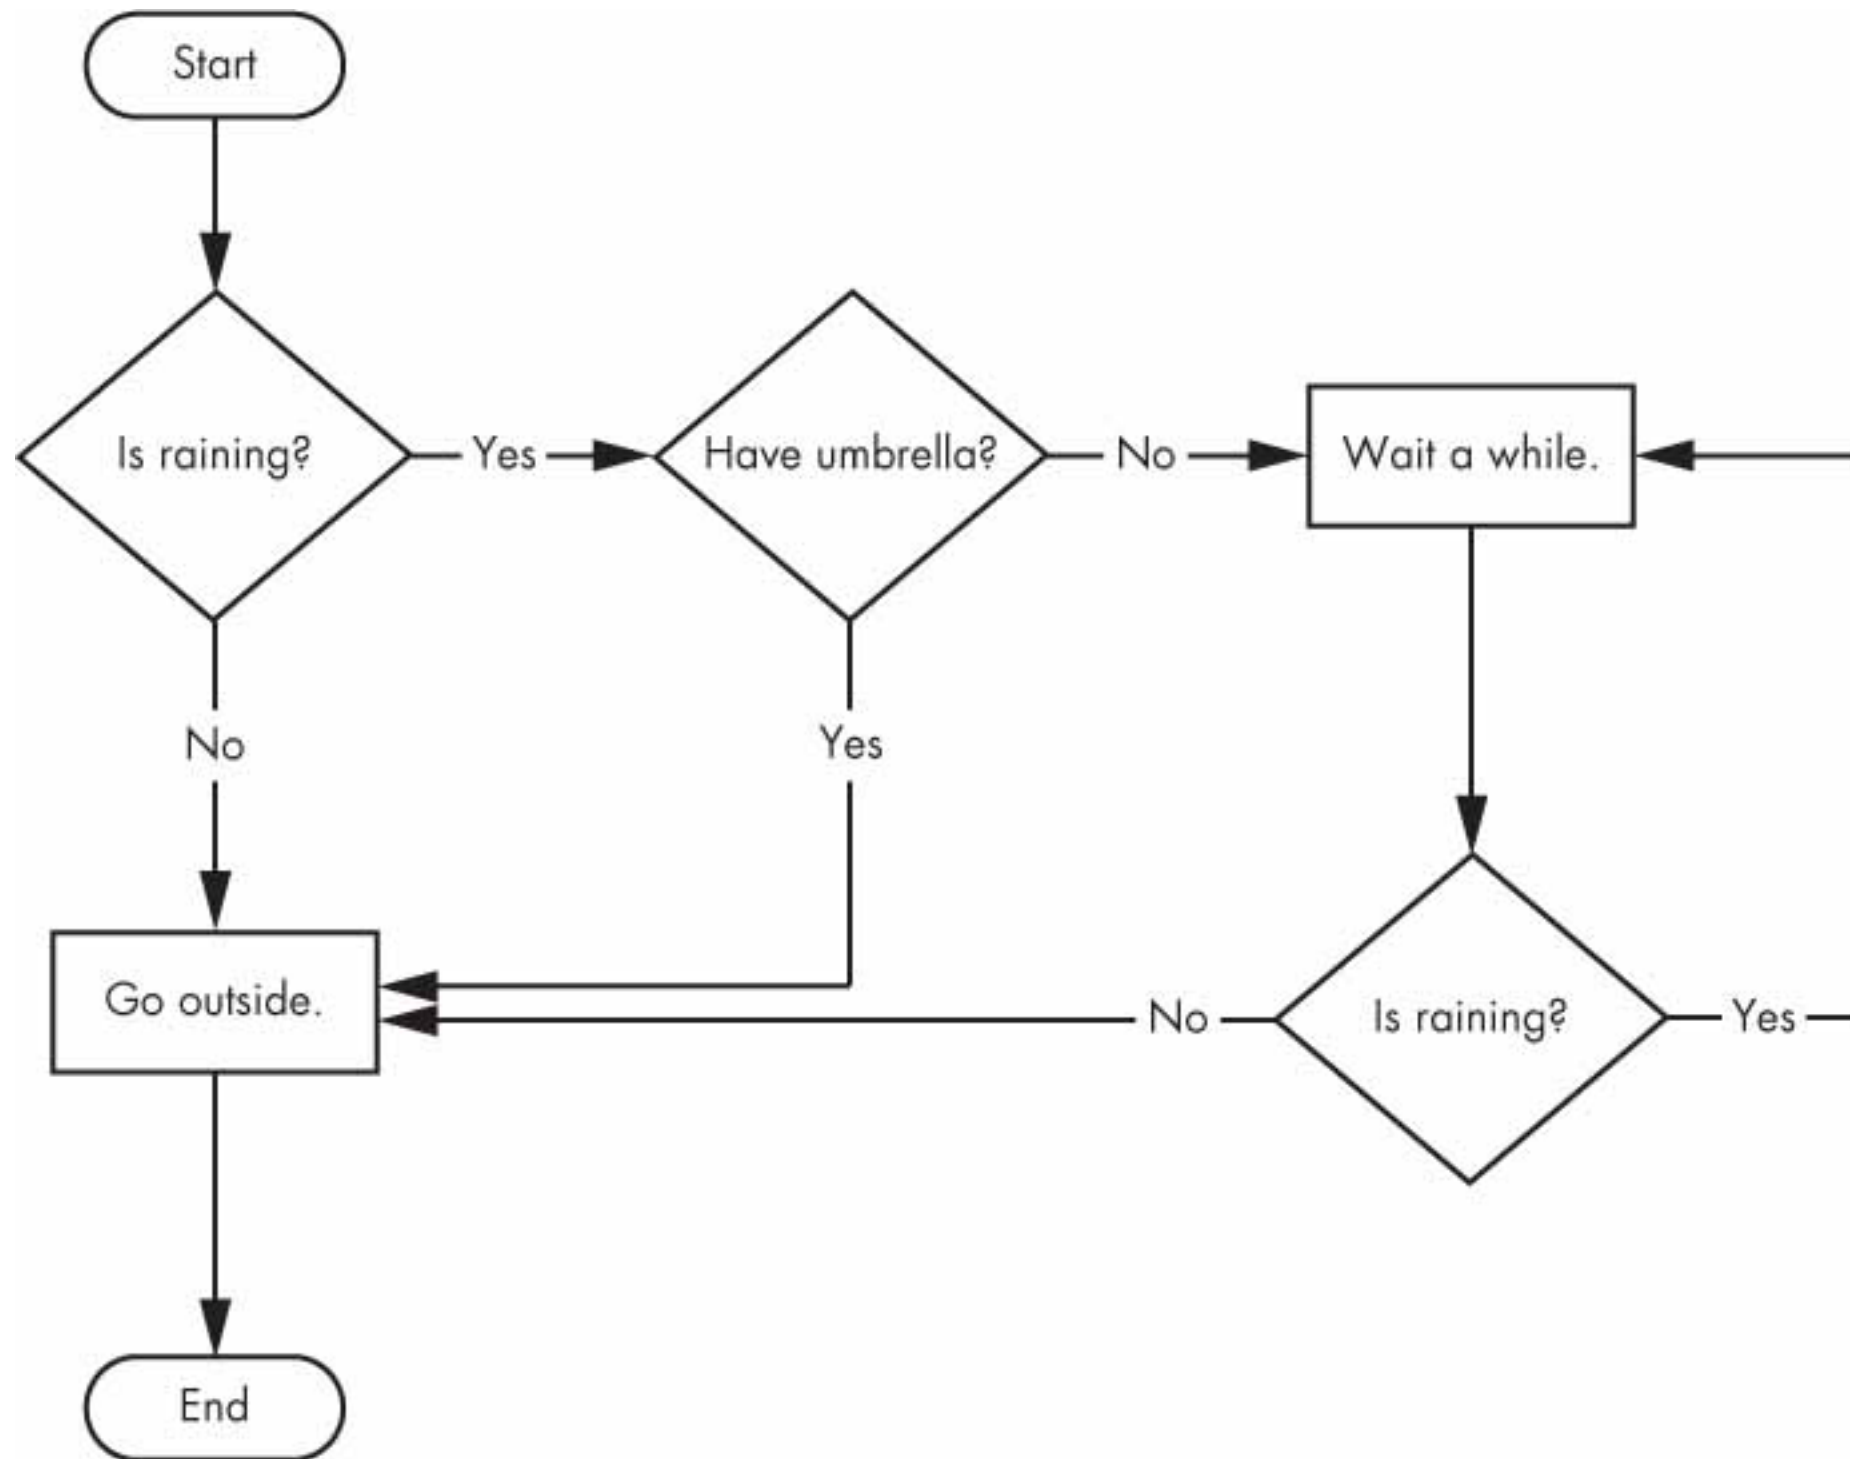 Start
Is raining?
Yes
Have umbrella?
No
Wait a while.
No
Yes
Go outside.
No
Is raining?
Yes
End